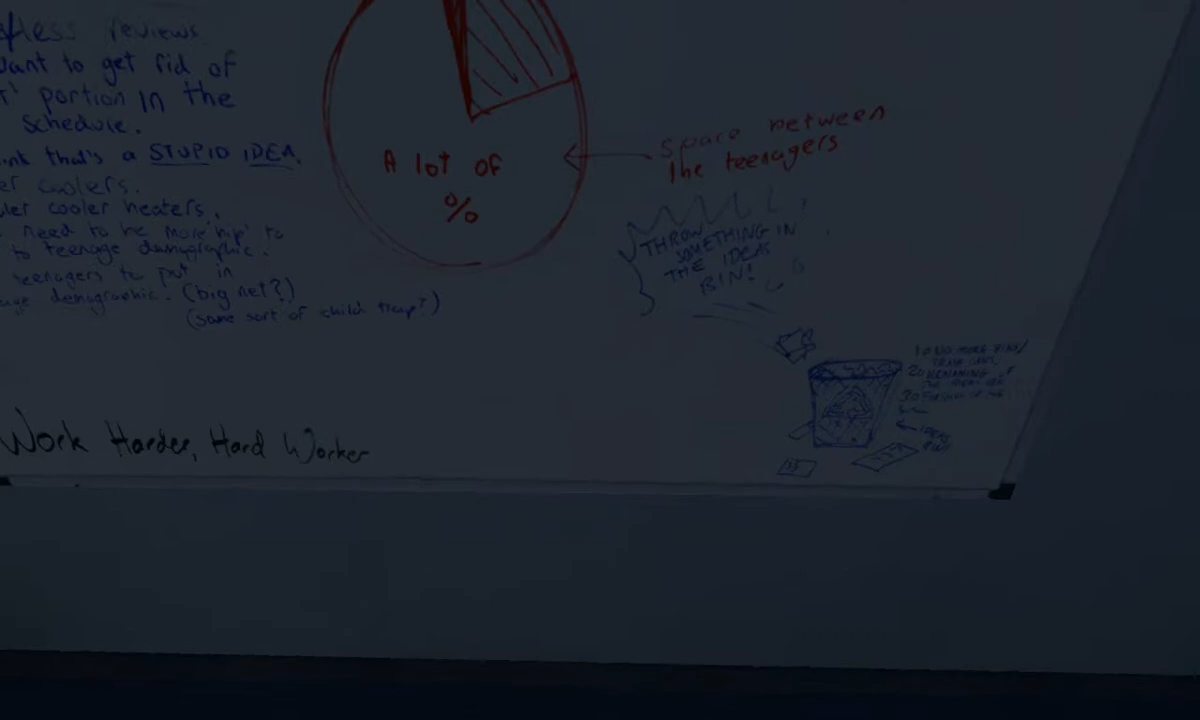 reviews
want to get rid of
portion in the
schedule.
that's a STUPID IDEA.
coolers.
cooler heaters.
need to be more 'hip' to
to teenage demographic.
teenagers to put in
demographic. (big net?)
(some sort of child trap?)
A lot of
%
Space between
the teenagers
THROW
SOMETHING IN
THE IDEAS
BIN!
IDEAS
BIN!
Work Harder, Hard Worker